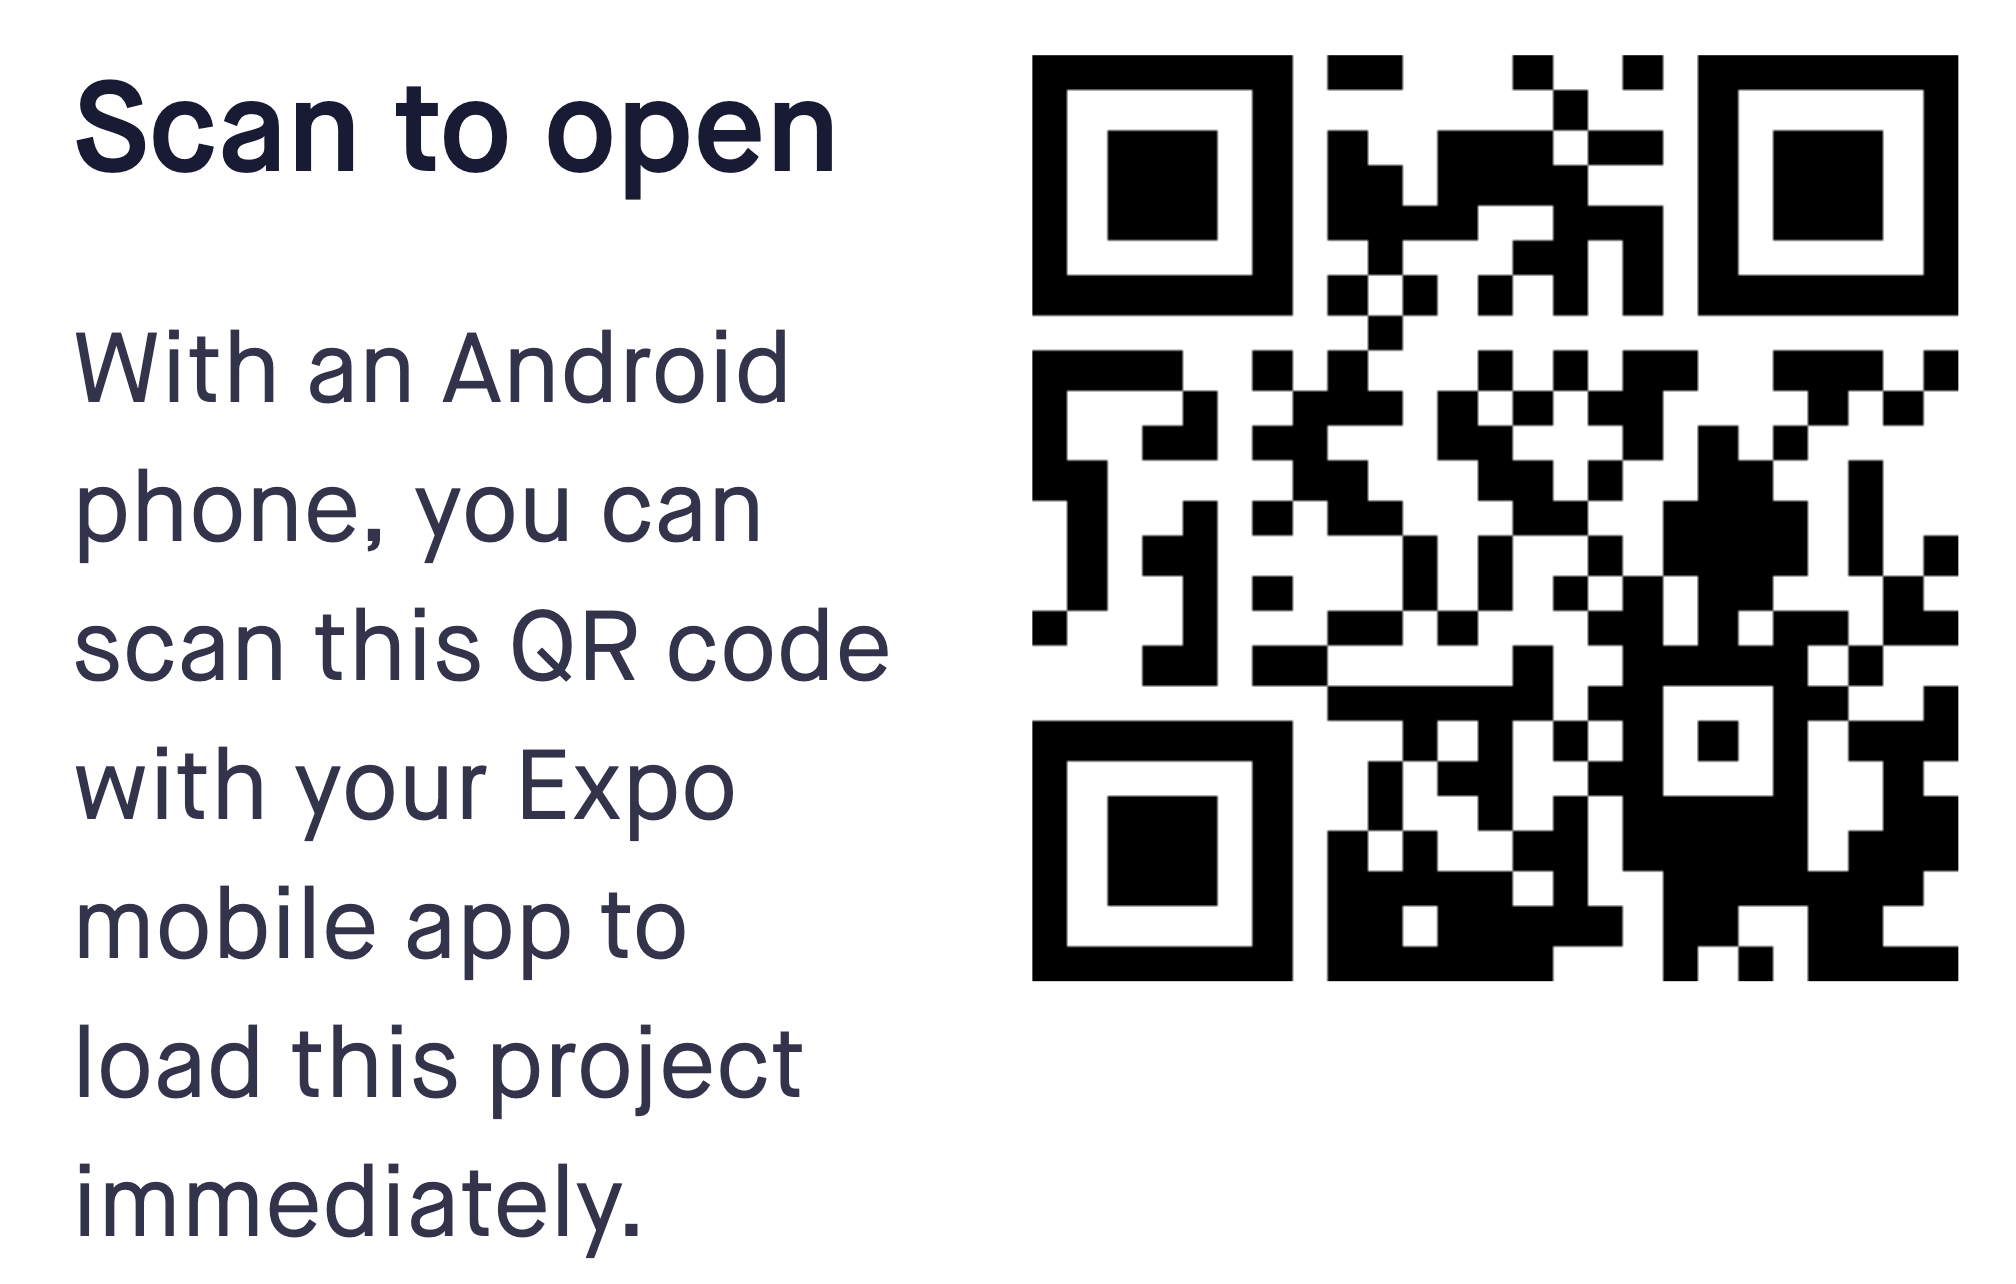 Scan to open
With an Android
phone, you can
scan this QR code
with your Expo
mobile app to
load this project
immediately.